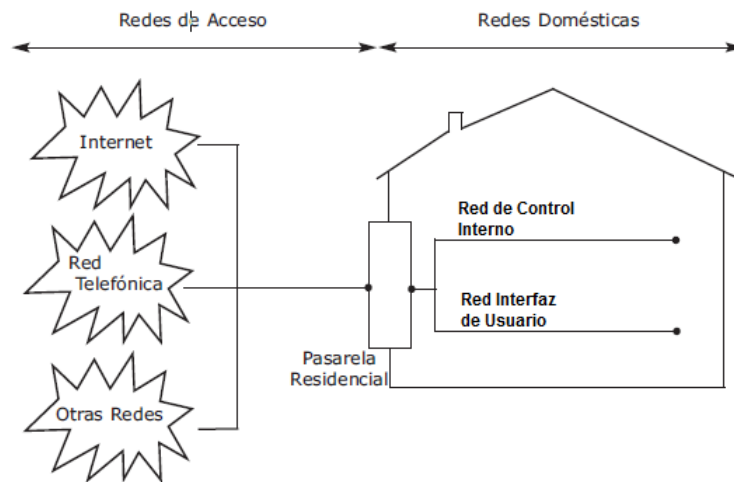 Redes de Acceso
Redes Domésticas
Internet
Red
Telefónica
Otras Redes
Pasarela
Residencial
Red de Control
Interno
Red Interfaz
de Usuario